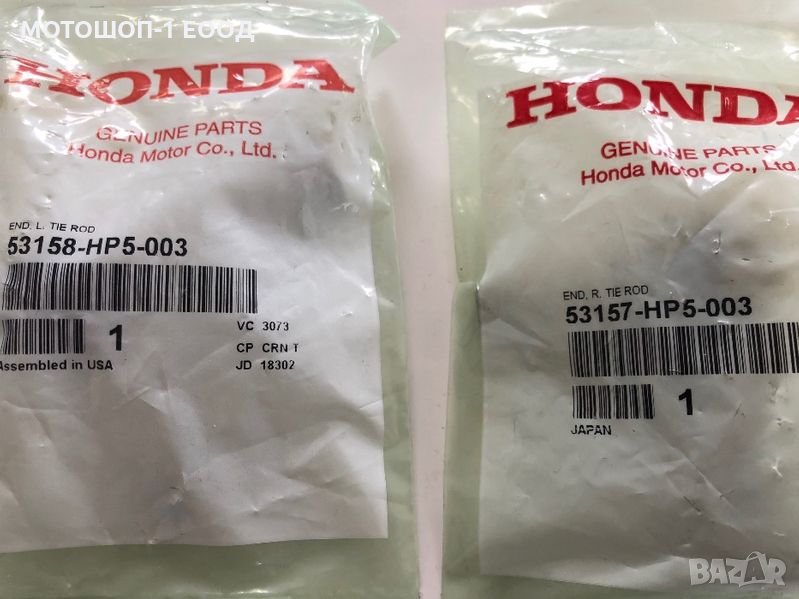 МОТОШОП-1 ЕООД
HONDA
GENUINE PARTS
Honda Motor Co., Ltd.
END, L. TIE ROD
53158-HP5-003
1
VC 3073
CP CRN T
JD 18302
Assembled in USA
HONDA
GENUINE PARTS
Honda Motor Co., Ltd.
END, R. TIE ROD
53157-HP5-003
1
JAPAN
BAZAR